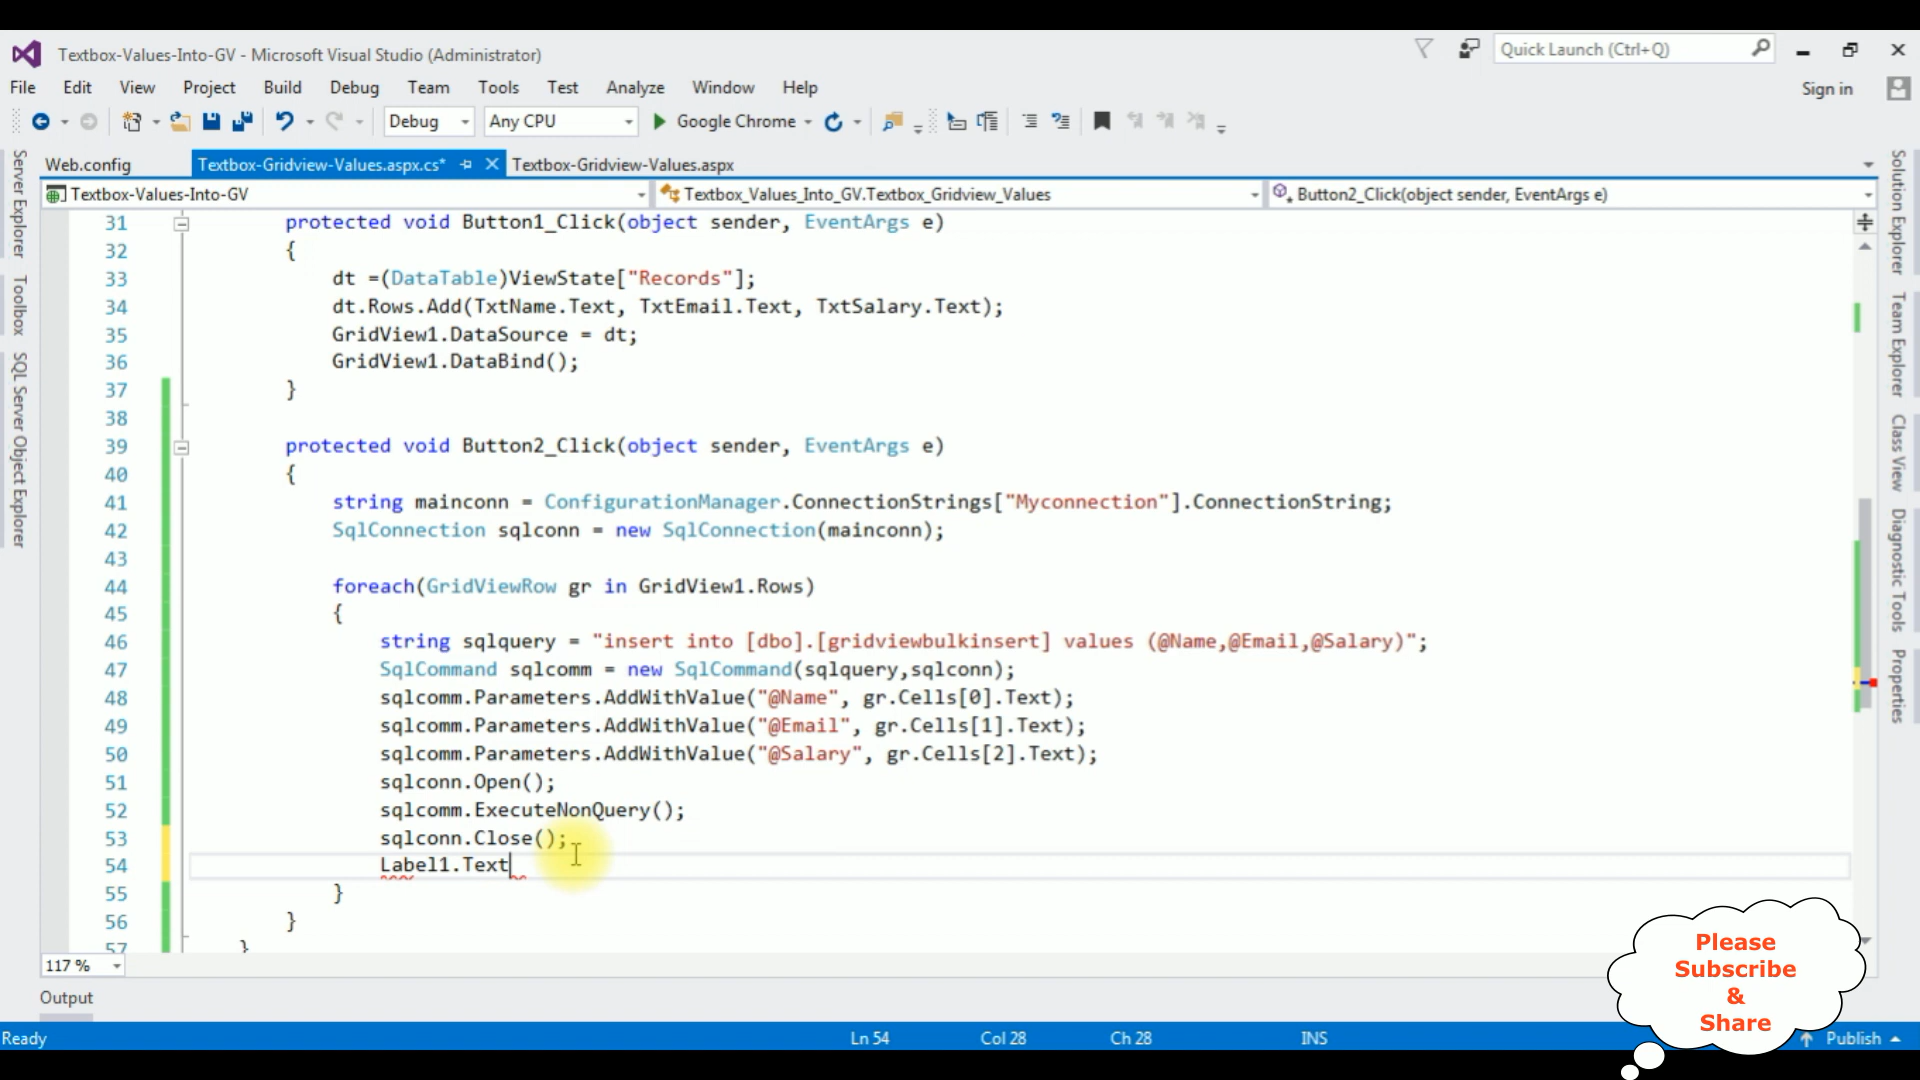 Textbox-Values-Into-GV - Microsoft Visual Studio (Administrator)
Quick Launch (Ctrl+Q)
File Edit View Project Build Debug Team Tools Test Analyze Window Help
Sign in
Debug Any CPU Google Chrome
Web.config Textbox-Gridview-Values.aspx.cs* Textbox-Gridview-Values.aspx
Textbox-Values-Into-GV Textbox_Values_Into_GV.Textbox_Gridview_Values Button2_Click(object sender, EventArgs e)
Server Explorer
Toolbox
SQL Server Object Explorer
31 protected void Button1_Click(object sender, EventArgs e)
32 {
33 dt =(DataTable)ViewState["Records"];
34 dt.Rows.Add(TxtName.Text, TxtEmail.Text, TxtSalary.Text);
35 GridView1.DataSource = dt;
36 GridView1.DataBind();
37 }
38
39 protected void Button2_Click(object sender, EventArgs e)
40 {
41 string mainconn = ConfigurationManager.ConnectionStrings["Myconnection"].ConnectionString;
42 SqlConnection sqlconn = new SqlConnection(mainconn);
43
44 foreach(GridViewRow gr in GridView1.Rows)
45 {
46 string sqlquery = "insert into [dbo].[gridviewbulkinsert] values (@Name,@Email,@Salary)";
47 SqlCommand sqlcomm = new SqlCommand(sqlquery,sqlconn);
48 sqlcomm.Parameters.AddWithValue("@Name", gr.Cells[0].Text);
49 sqlcomm.Parameters.AddWithValue("@Email", gr.Cells[1].Text);
50 sqlcomm.Parameters.AddWithValue("@Salary", gr.Cells[2].Text);
51 sqlconn.Open();
52 sqlcomm.ExecuteNonQuery();
53 sqlconn.Close();
54 Label1.Text
55 }
56 }
57 }
Solution Explorer
Team Explorer
Class View
Diagnostic Tools
Properties
117 %
Output
Ready Ln 54 Col 28 Ch 28 INS Publish
Please
Subscribe
&
Share